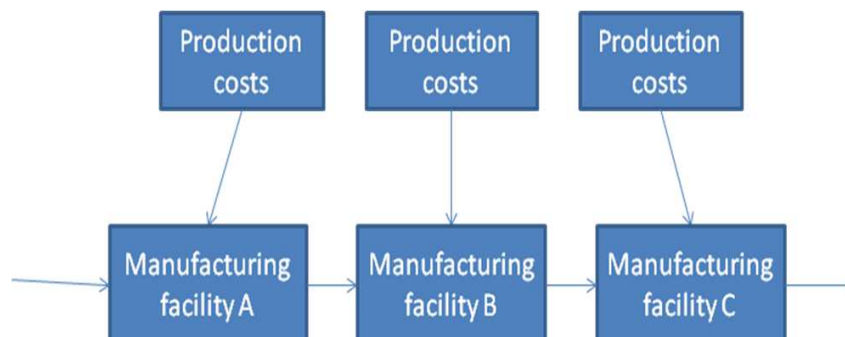 Production
costs
Production
costs
Production
costs
Manufacturing
facility A
Manufacturing
facility B
Manufacturing
facility C